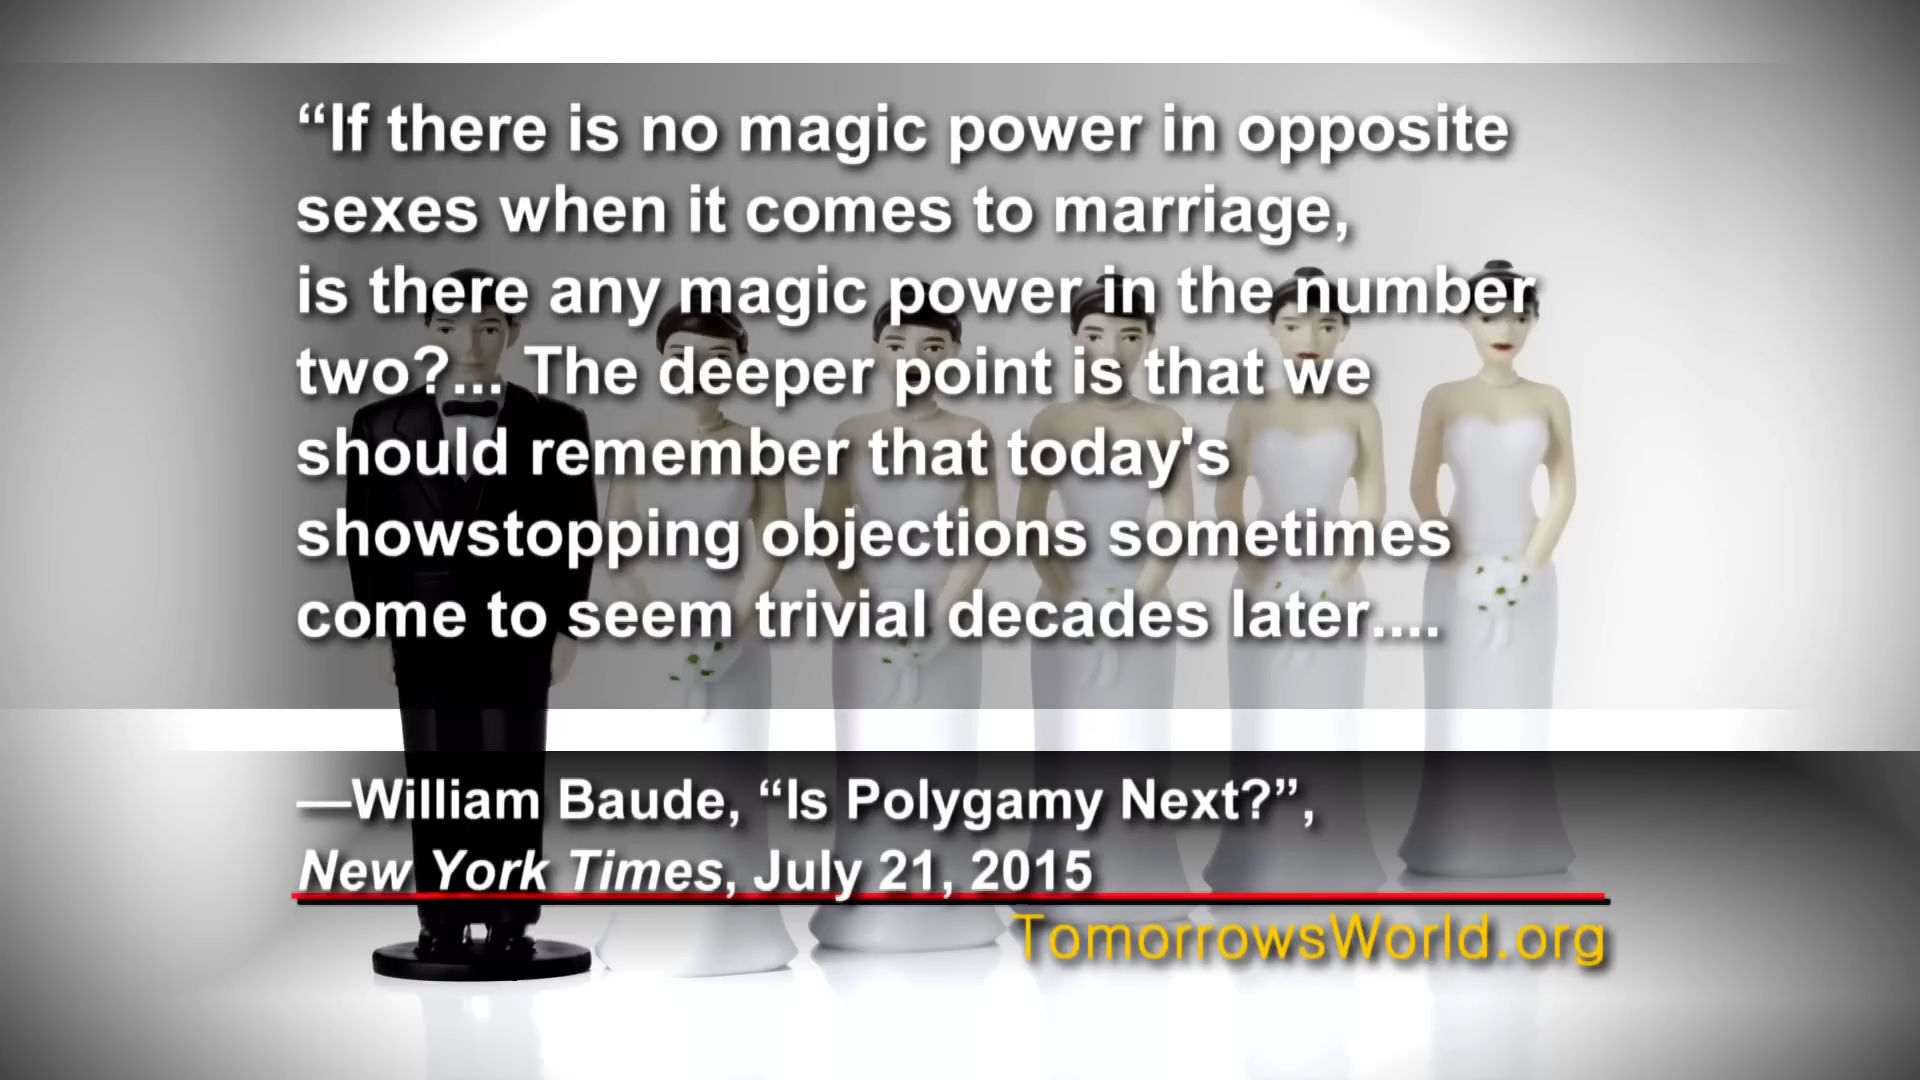 “If there is no magic power in opposite
sexes when it comes to marriage,
is there any magic power in the number
two?... The deeper point is that we
should remember that today's
showstopping objections sometimes
come to seem trivial decades later....
—William Baude, “Is Polygamy Next?”,
New York Times, July 21, 2015
TomorrowsWorld.org